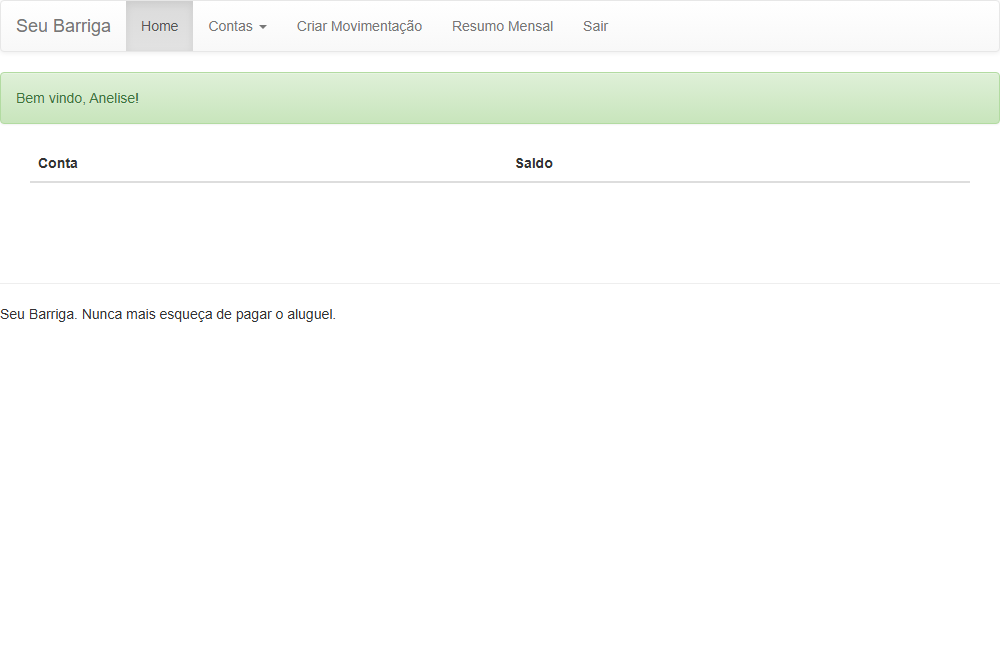 Seu Barriga Home Contas Criar Movimentação Resumo Mensal Sair
Bem vindo, Anelise!
Conta Saldo
Seu Barriga. Nunca mais esqueça de pagar o aluguel.